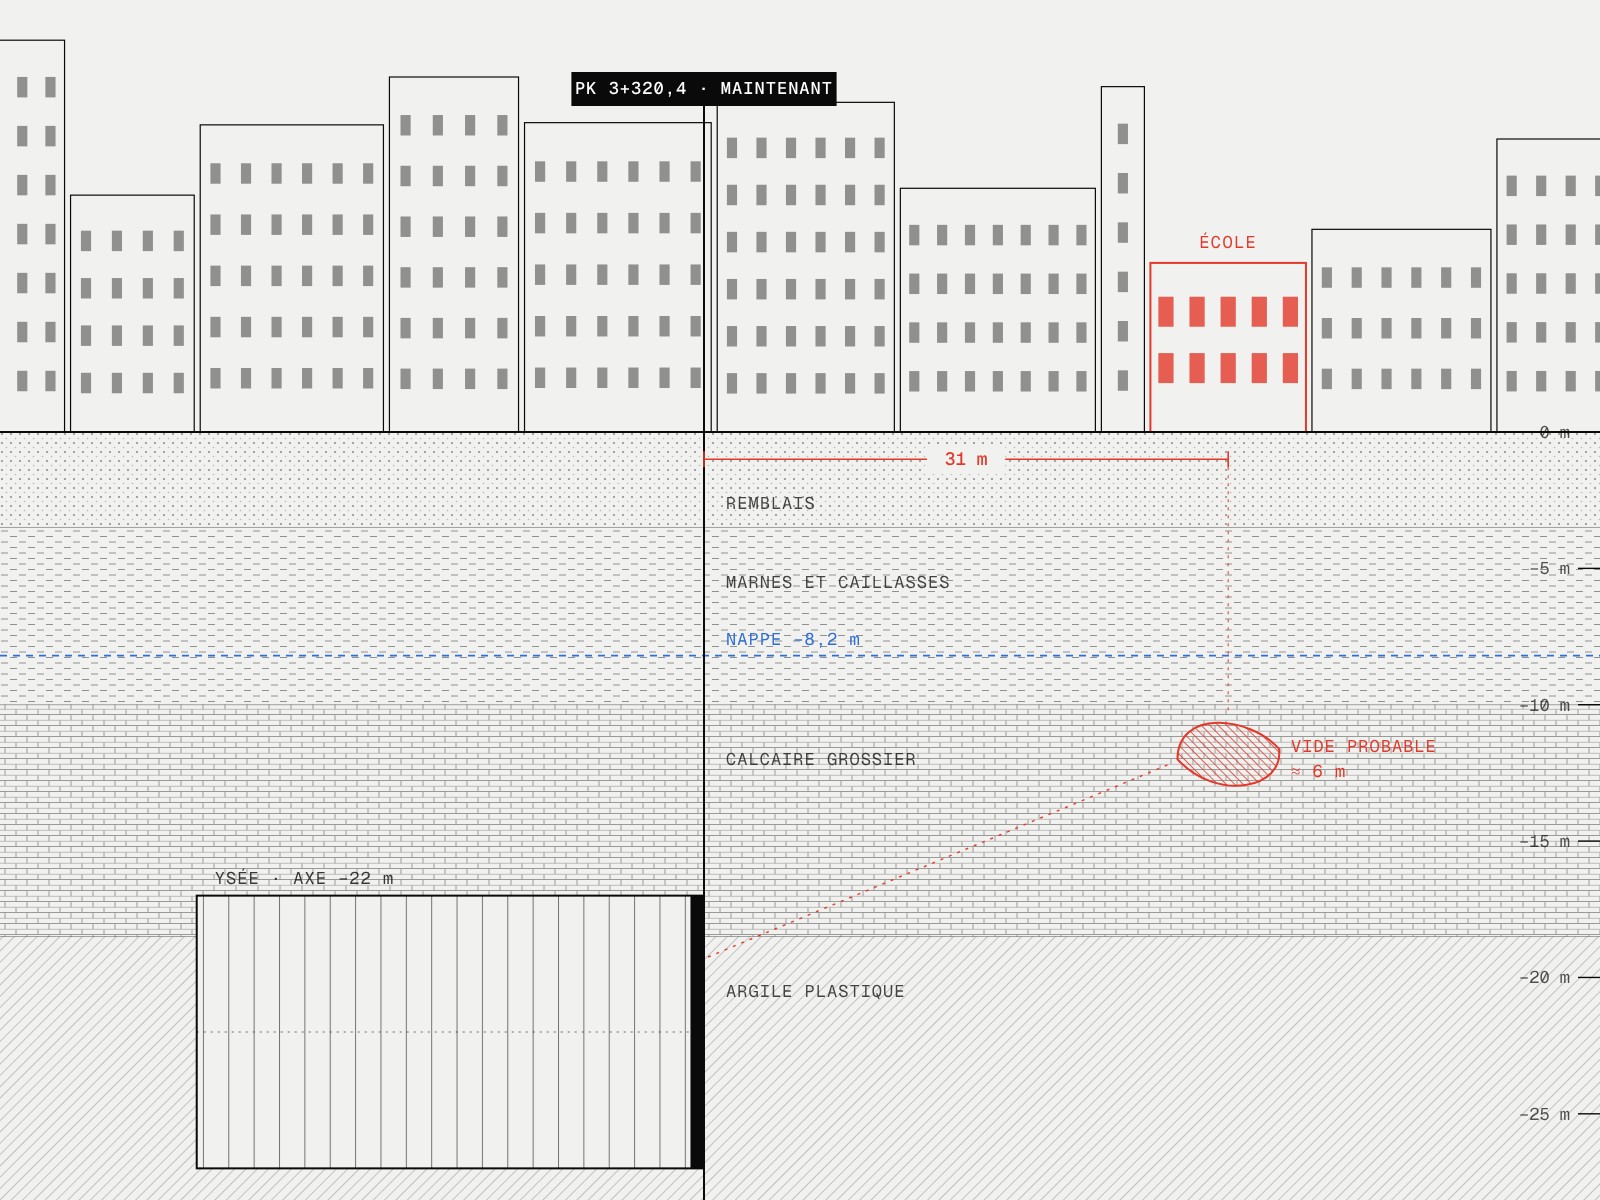 PK 3+320,4 · MAINTENANT
ÉCOLE
0 m
31 m
REMBLAIS
−5 m
MARNES ET CAILLASSES
NAPPE −8,2 m
−10 m
VIDE PROBABLE
≈ 6 m
CALCAIRE GROSSIER
−15 m
YSÉE · AXE −22 m
−20 m
ARGILE PLASTIQUE
−25 m